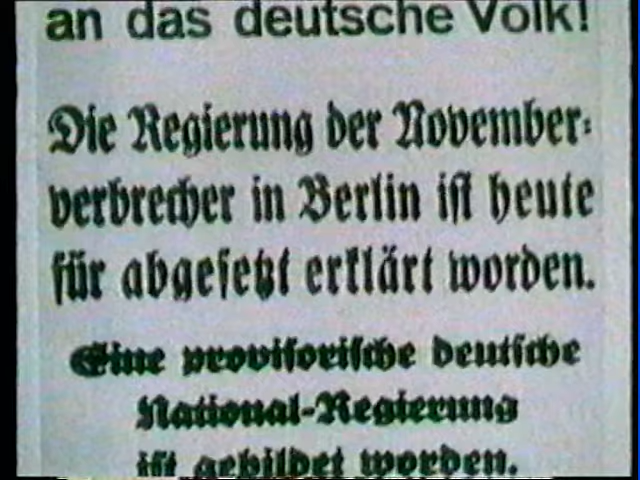 an das deutsche Volk!
Die Regierung der November-
verbrecher in Berlin ist heute
für abgesetzt erklärt worden.
Eine provisorische deutsche
National-Regierung
ist gebildet worden.